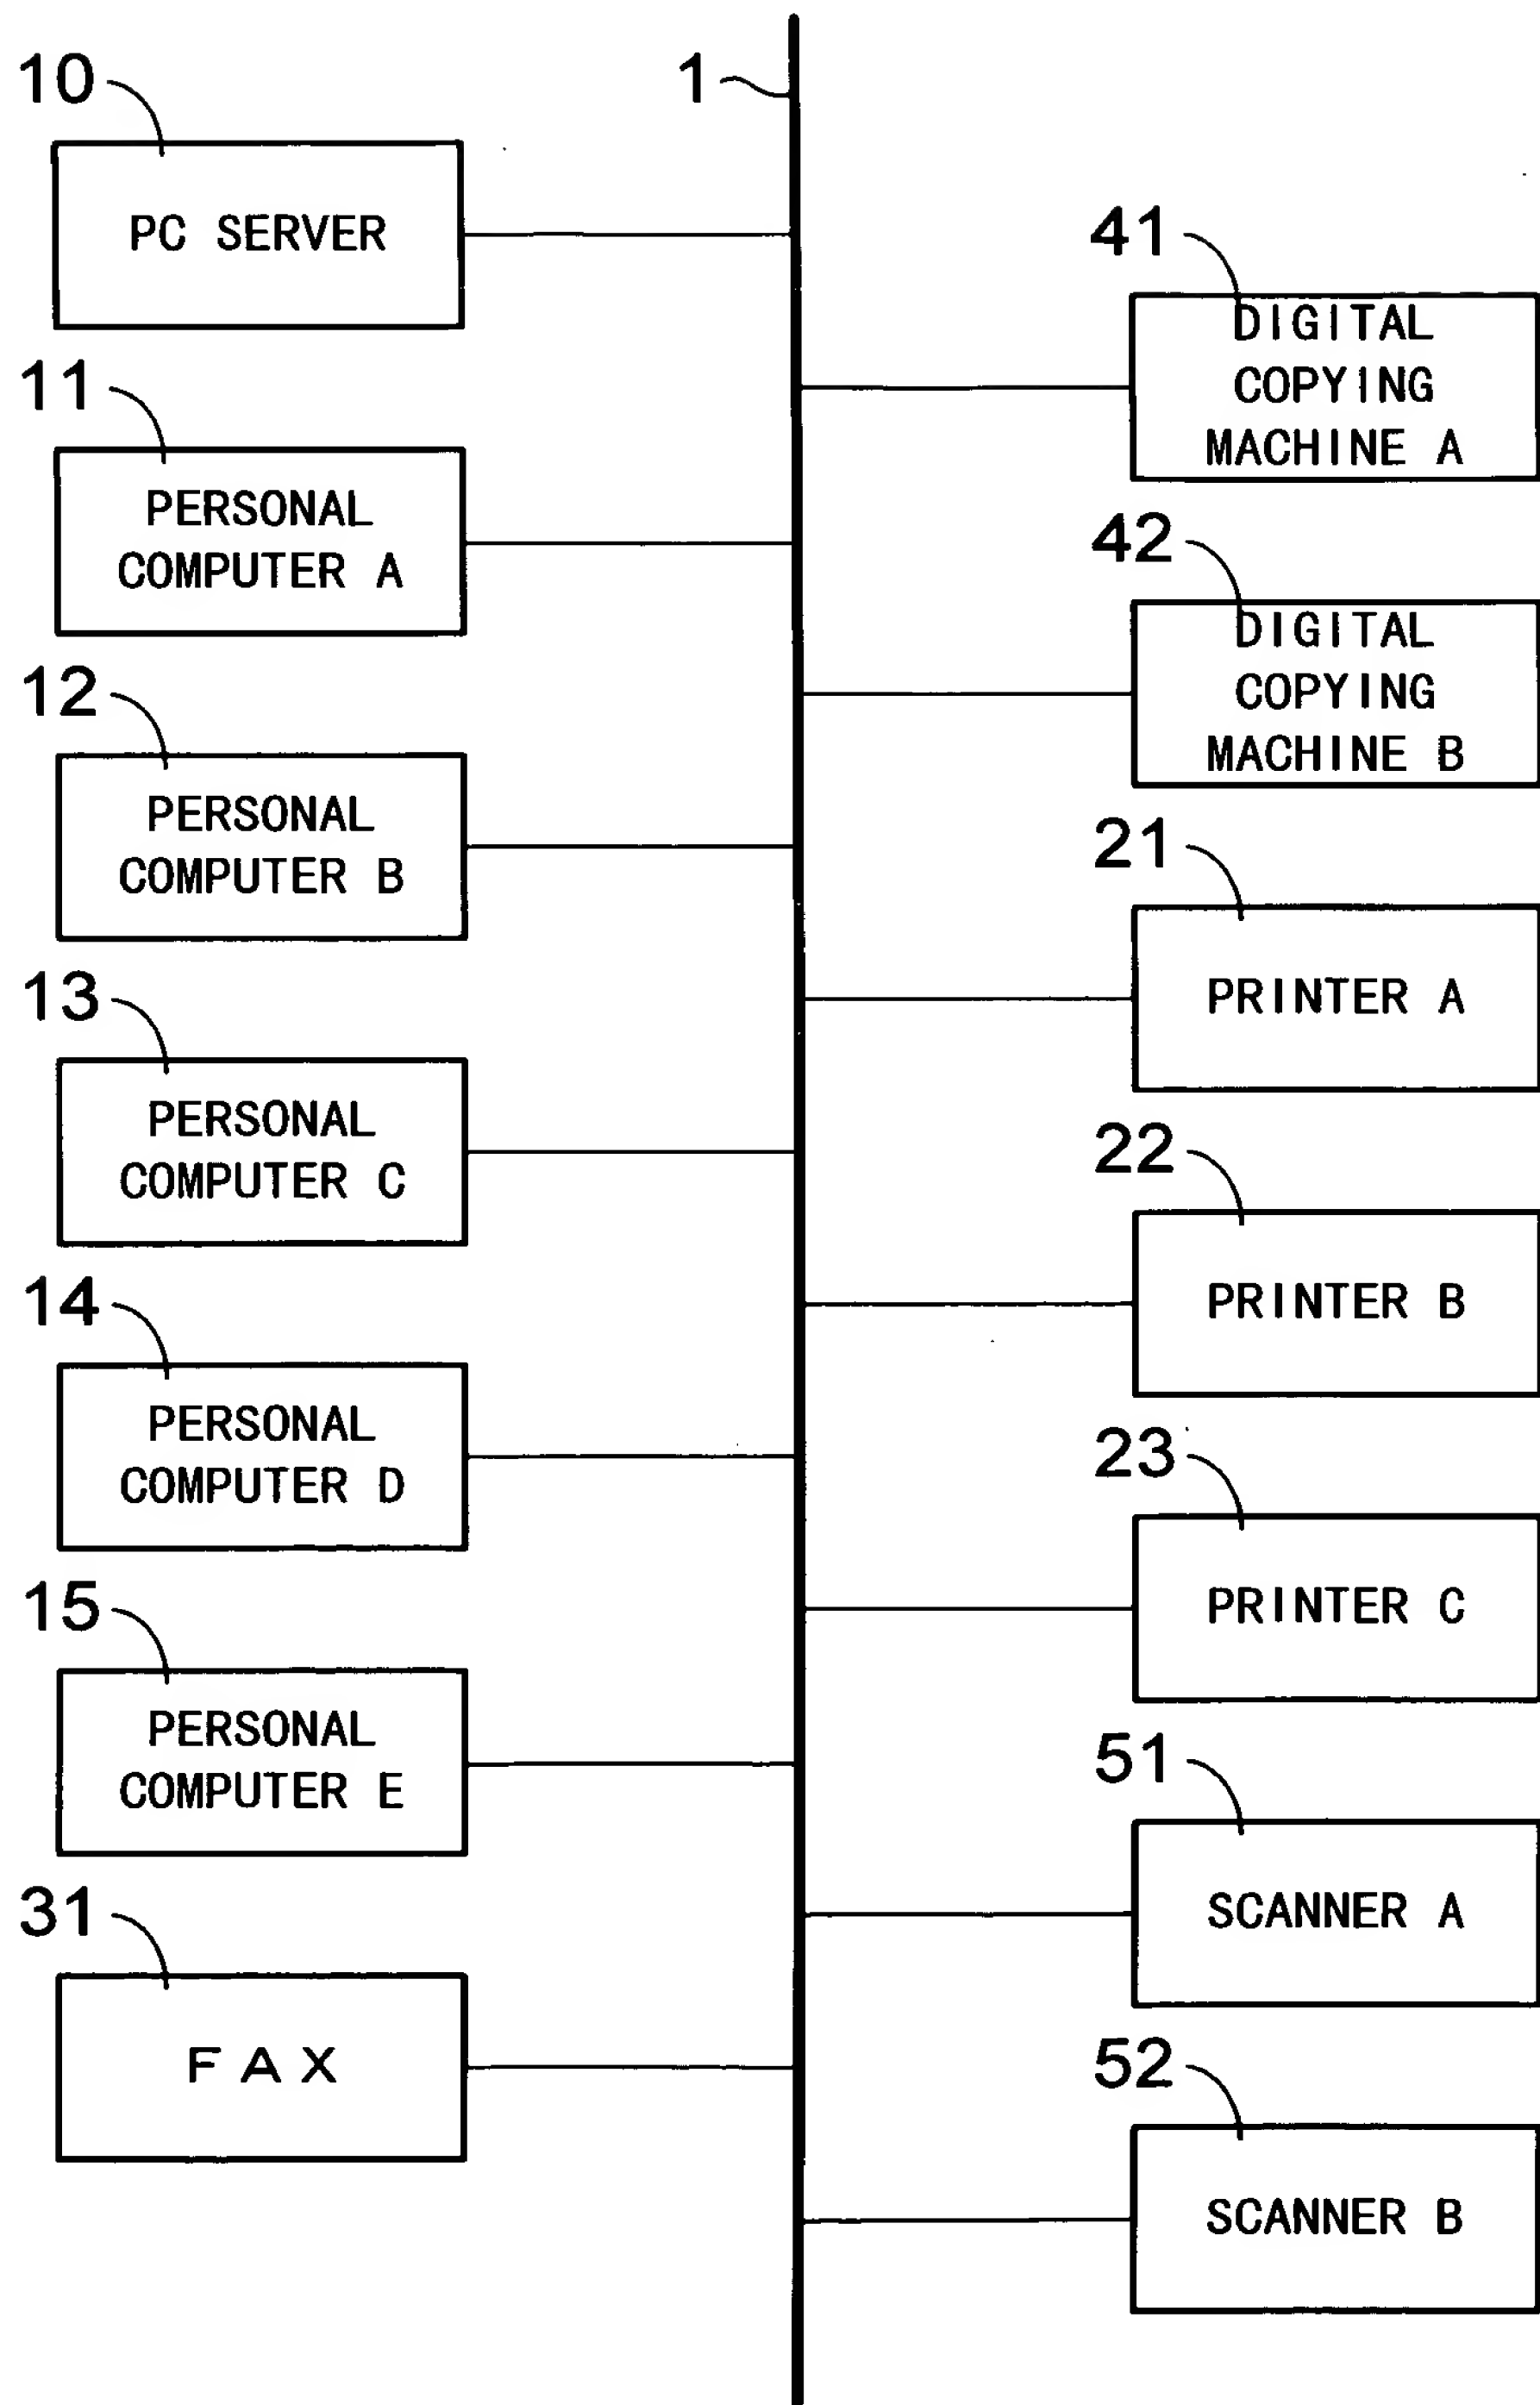 10
PC SERVER
11
PERSONAL
COMPUTER A
12
PERSONAL
COMPUTER B
13
PERSONAL
COMPUTER C
14
PERSONAL
COMPUTER D
15
PERSONAL
COMPUTER E
31
FAX
1
41
DIGITAL
COPYING
MACHINE A
42
DIGITAL
COPYING
MACHINE B
21
PRINTER A
22
PRINTER B
23
PRINTER C
51
SCANNER A
52
SCANNER B